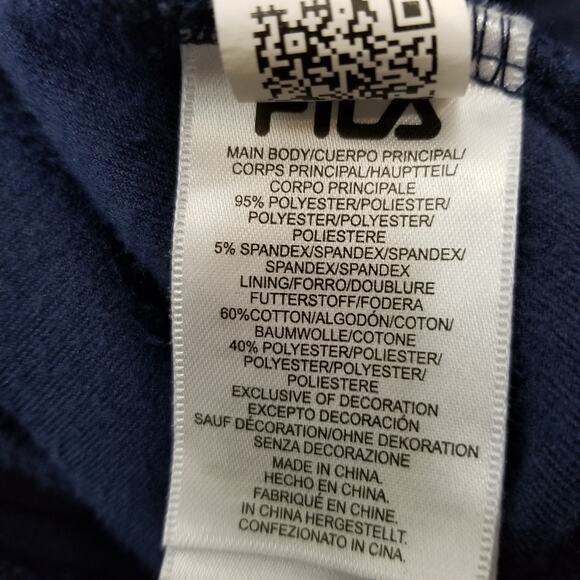 FILA
MAIN BODY/CUERPO PRINCIPAL/
CORPS PRINCIPAL/HAUPTTEIL/
CORPO PRINCIPALE
95% POLYESTER/POLIESTER/
POLYESTER/POLYESTER/
POLIESTERE
5% SPANDEX/SPANDEX/SPANDEX/
SPANDEX/SPANDEX
LINING/FORRO/DOUBLURE
FUTTERSTOFF/FODERA
60%COTTON/ALGODÓN/COTON/
BAUMWOLLE/COTONE
40% POLYESTER/POLIESTER/
POLYESTER/POLYESTER/
POLIESTERE
EXCLUSIVE OF DECORATION
EXCEPTO DECORACIÓN
SAUF DÉCORATION/OHNE DEKORATION
SENZA DECORAZIONE
MADE IN CHINA.
HECHO EN CHINA.
FABRIQUÉ EN CHINE.
IN CHINA HERGESTELLT.
CONFEZIONATO IN CINA.